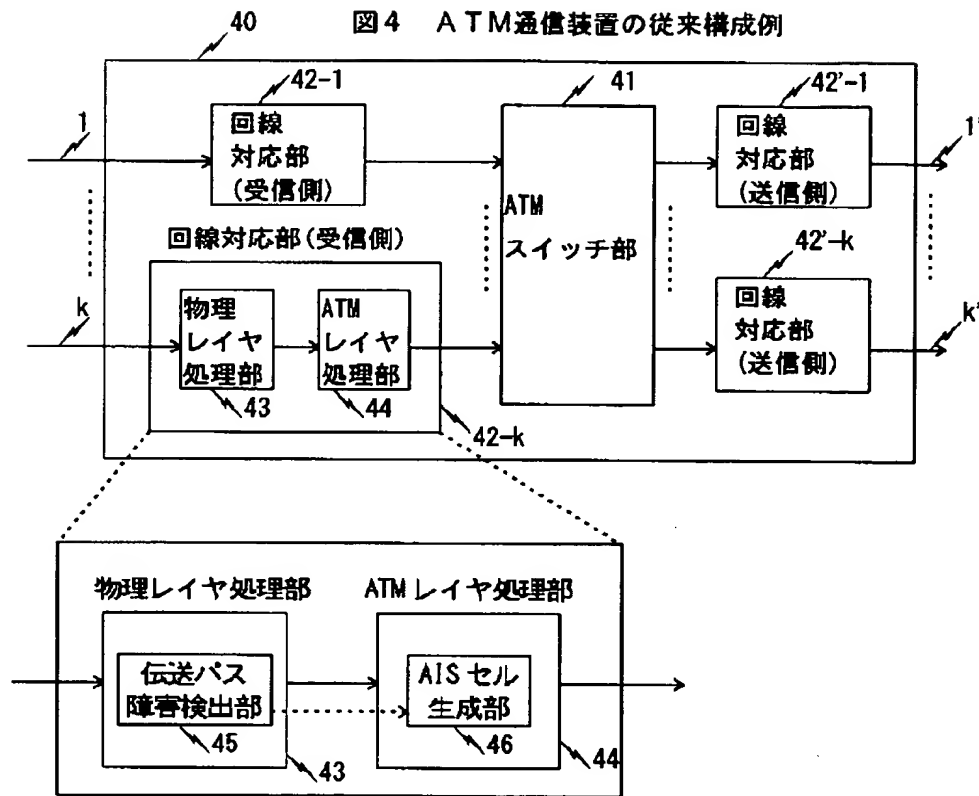 図4 ATM通信装置の従来構成例
40
42-1
41
42'-1
1
回線
対応部
(受信側)
回線
対応部
(送信側)
1'
ATM
スイッチ部
回線対応部(受信側)
42'-k
k
物理
レイヤ
処理部
ATM
レイヤ
処理部
回線
対応部
(送信側)
k'
43
44
42-k
物理レイヤ処理部
ATMレイヤ処理部
伝送パス
障害検出部
AISセル
生成部
45
43
46
44